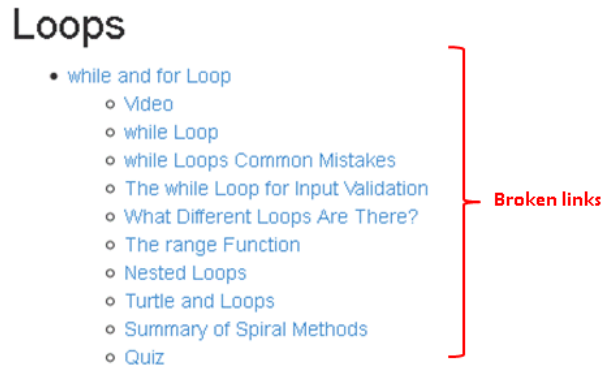 Loops
while and for Loop
Video
while Loop
while Loops Common Mistakes
The while Loop for Input Validation
What Different Loops Are There?
The range Function
Nested Loops
Turtle and Loops
Summary of Spiral Methods
Quiz
Broken links